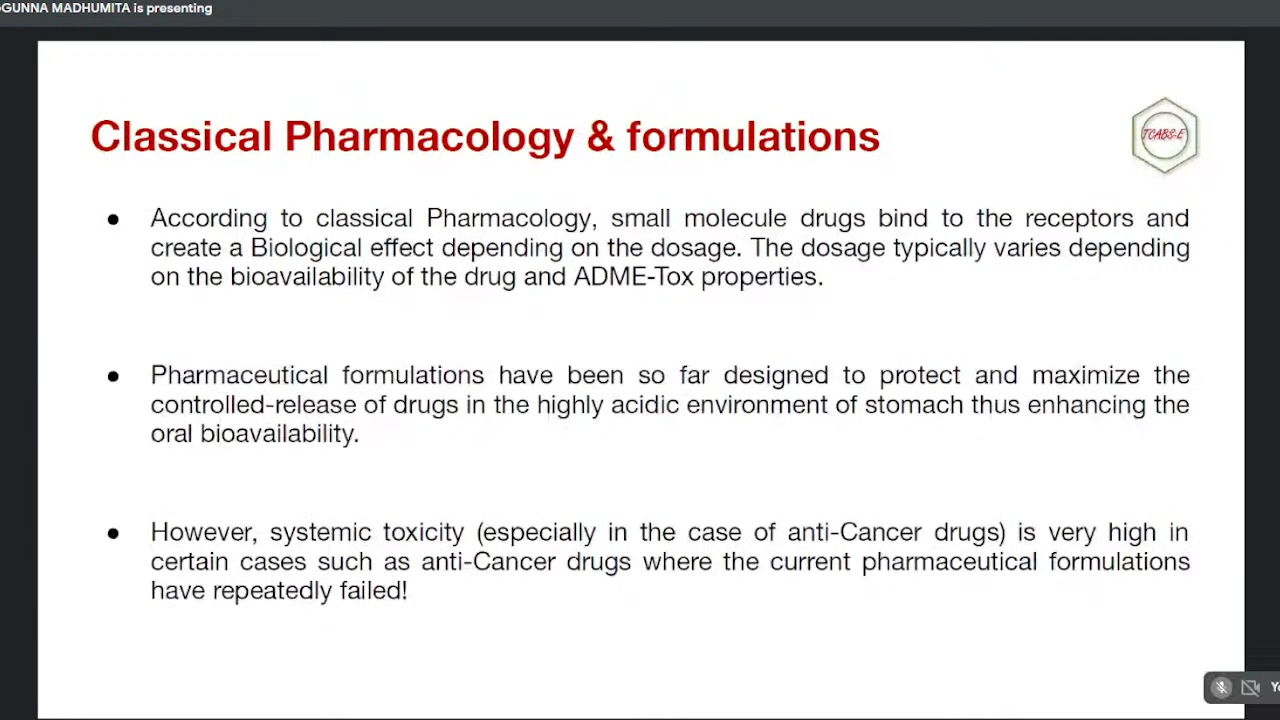 GUNNA MADHUMITA is presenting
Classical Pharmacology & formulations
JCABS-E
● According to classical Pharmacology, small molecule drugs bind to the receptors and
create a Biological effect depending on the dosage. The dosage typically varies depending
on the bioavailability of the drug and ADME-Tox properties.
● Pharmaceutical formulations have been so far designed to protect and maximize the
controlled-release of drugs in the highly acidic environment of stomach thus enhancing the
oral bioavailability.
● However, systemic toxicity (especially in the case of anti-Cancer drugs) is very high in
certain cases such as anti-Cancer drugs where the current pharmaceutical formulations
have repeatedly failed!